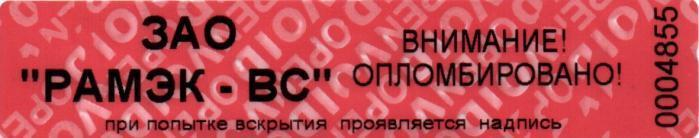 ЗАО
"РАМЭК - ВС"
ВНИМАНИЕ!
ОПЛОМБИРОВАНО!
при попытке вскрытия проявляется надпись
0004855